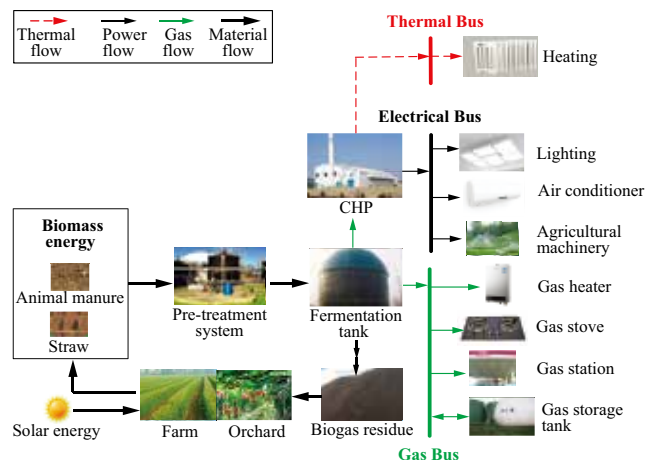 Thermal flow
Power flow
Gas flow
Material flow
Thermal Bus
Heating
Electrical Bus
Lighting
CHP
Air conditioner
Biomass
energy
Agricultural
machinery
Animal manure
Pre-treatment
system
Fermentation
tank
Gas heater
Straw
Gas stove
Gas station
Solar energy
Farm
Orchard
Biogas residue
Gas storage
tank
Gas Bus